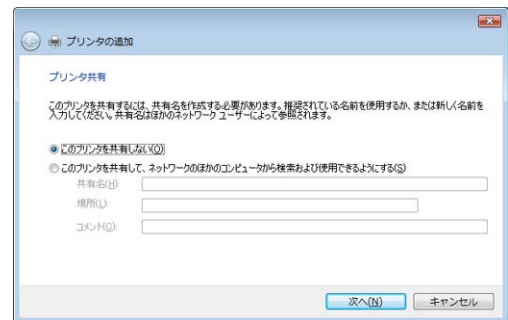 プリンタの追加
プリンタ共有
このプリンタを共有するには、共有名を作成する必要があります。推奨されている名前を使用するか、または新しく名前を
入力してください。共有名はほかのネットワーク ユーザーによって参照されます。
このプリンタを共有しない(O)
このプリンタを共有して、ネットワークのほかのコンピュータから検索および使用できるようにする(S)
共有名(H):
場所(L):
コメント(C):
次へ(N)
キャンセル